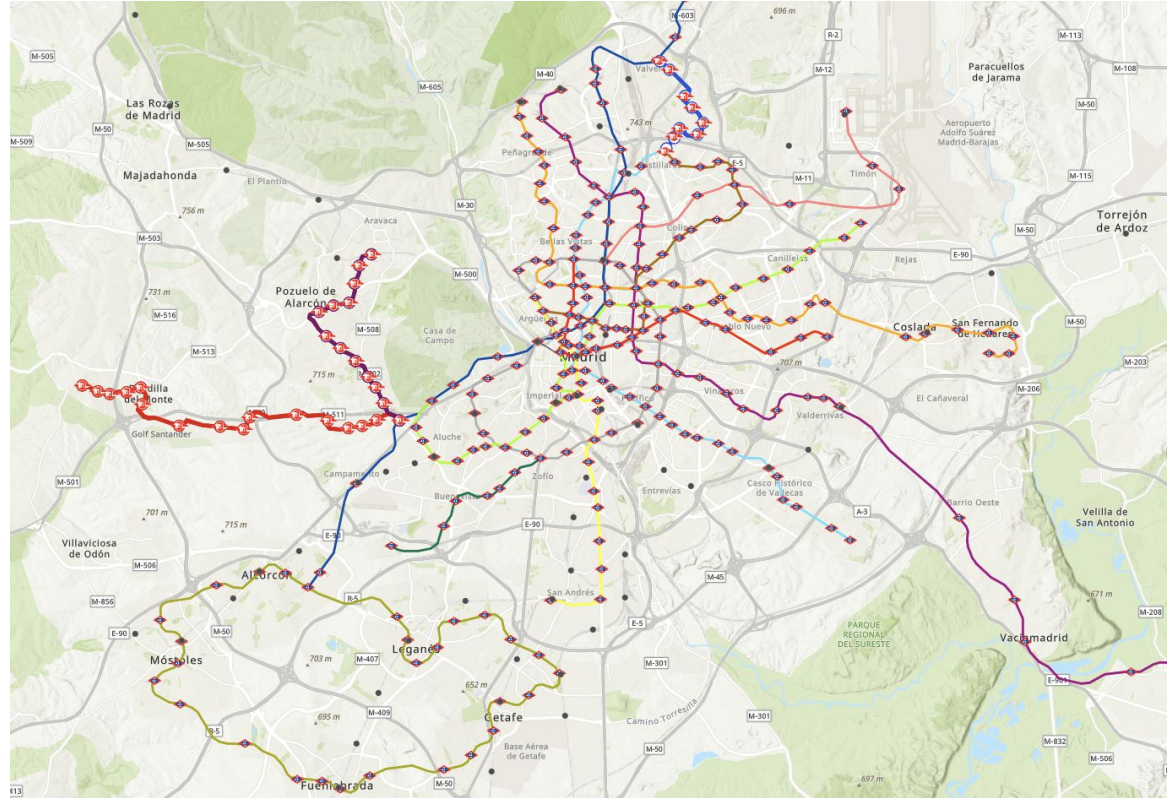 696 m
M-603
R-2
M-113
M-505
M-40
M-12
Paracuellos
de Jarama
M-108
Las Rozas
de Madrid
M-605
M-50
M-50
743 m
Aeropuerto
Adolfo Suárez
Madrid-Barajas
M-509
M-505
E-5
Majadahonda
El Plantío
M-11
Timón
M-115
756 m
M-30
Aravaca
Torrejón
de Ardoz
M-503
M-50
Bellas Vistas
Canillejas
Rejas
E-90
M-500
731 m
Pozuelo de
Alarcón
M-516
M-508
Casa de
Campo
Coslada
San Fernando
de Henares
M-50
M-513
Madrid
707 m
M-203
715 m
M-206
M-511
Imperial
Pacífico
Vinateros
El Cañaveral
Golf Santander
Valderrivas
Aluche
M-501
Campamento
Zofío
Entrevías
Casco Histórico
de Vallecas
Barrio Oeste
Buenavista
701 m
715 m
E-90
E-90
A-3
Velilla de
San Antonio
Villaviciosa
de Odón
M-506
Alcorcón
M-45
R-5
San Andrés
671 m
M-856
M-208
E-90
M-50
E-5
PARQUE
REGIONAL
DEL SURESTE
Vaciamadrid
Móstoles
703 m
M-407
Leganés
M-301
652 m
E-901
M-409
Getafe
695 m
Camino Torresilla
M-301
R-5
Base Aérea
de Getafe
M-50
M-832
M-506
Fuenlabrada
M-50
697 m
413